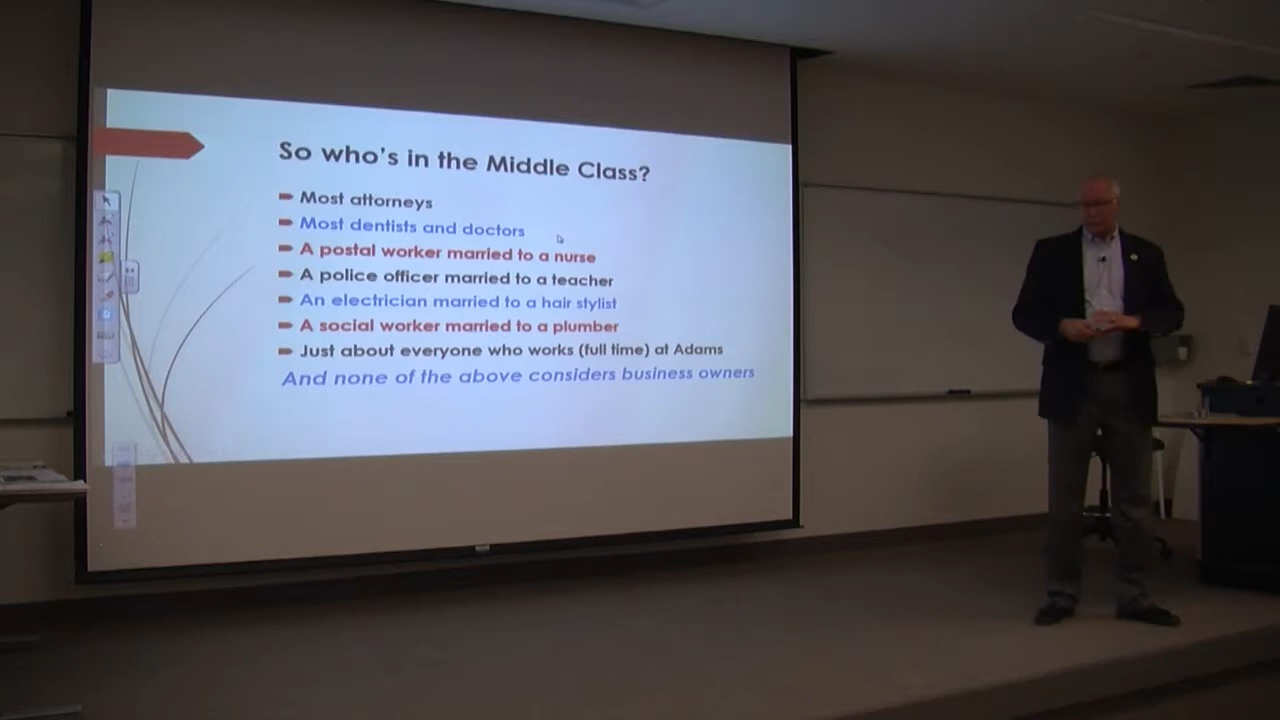 So who's in the Middle Class?
Most attorneys
Most dentists and doctors
A postal worker married to a nurse
A police officer married to a teacher
An electrician married to a hair stylist
A social worker married to a plumber
Just about everyone who works (full time) at Adams
And none of the above considers business owners